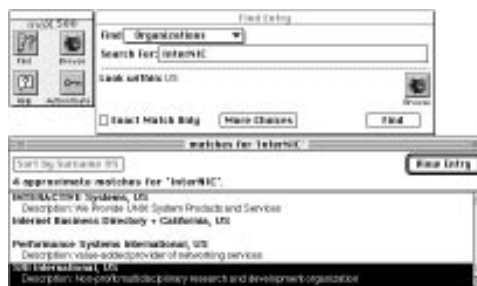 maX.500
Find Entry
Find Organizations
Search For: InterNIC
Look within: US
Find
Browse
Help
Authenticate
Browse
Exact Match Only
More Choices
Find
matches for "InterNIC"
Sort by Surname
View Entry
4 approximate matches for "InterNIC".
INTERACTIVE Systems, US
Description: We Provide UNIX System Products and Services
Internet Business Directory + California, US
Performance Systems International, US
Description: value-added provider of networking services
SRI International, US
Description: Non-profit multidisciplinary research and development organization